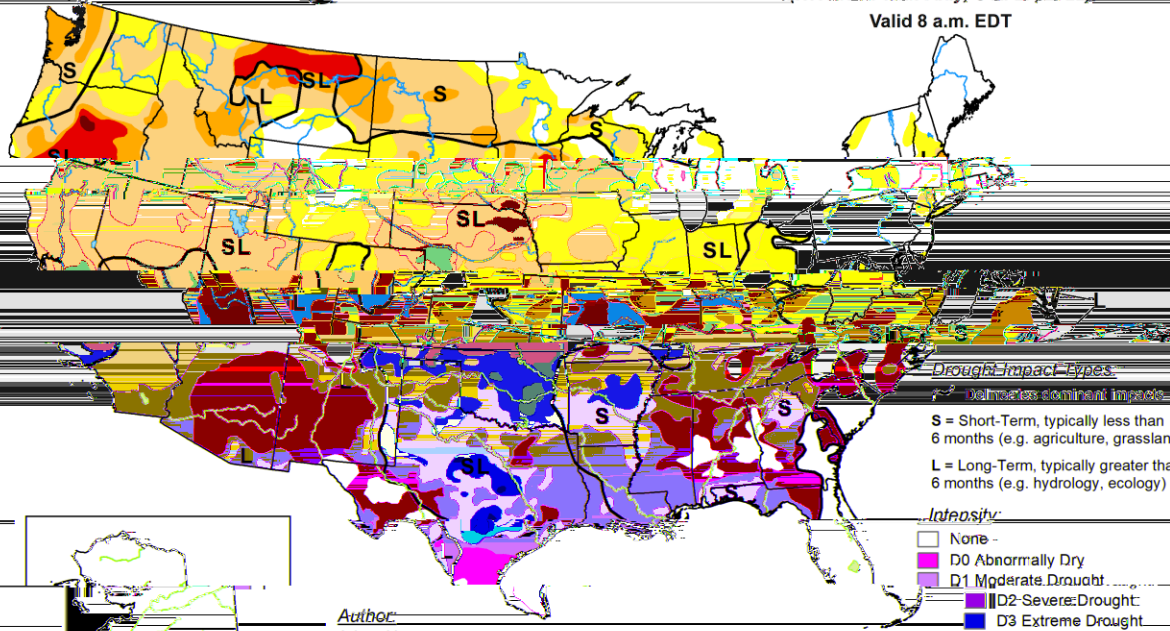 Valid 8 a.m. EDT
S
SL
L
S
S
SL
SL
SL
L
S
S
L
SL
S
L
Author:
Drought Impact Types:
Delineates dominant impacts
S = Short-Term, typically less than
6 months (e.g. agriculture, grasslan
L = Long-Term, typically greater tha
6 months (e.g. hydrology, ecology)
Intensity:
None
D0 Abnormally Dry
D1 Moderate Drought
D2 Severe Drought
D3 Extreme Drought